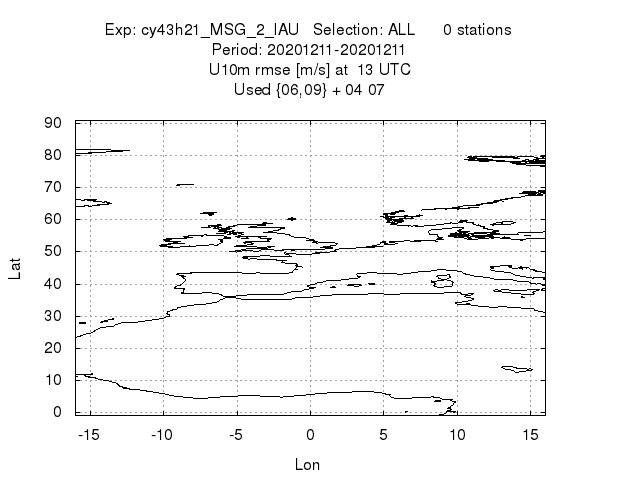 Exp: cy43h21_MSG_2_IAU Selection: ALL 0 stations
Period: 20201211-20201211
U10m rmse [m/s] at 13 UTC
Used {06,09} + 04 07
90
80
70
60
50
40
30
20
10
0
Lat
-15 -10 -5 0 5 10 15
Lon